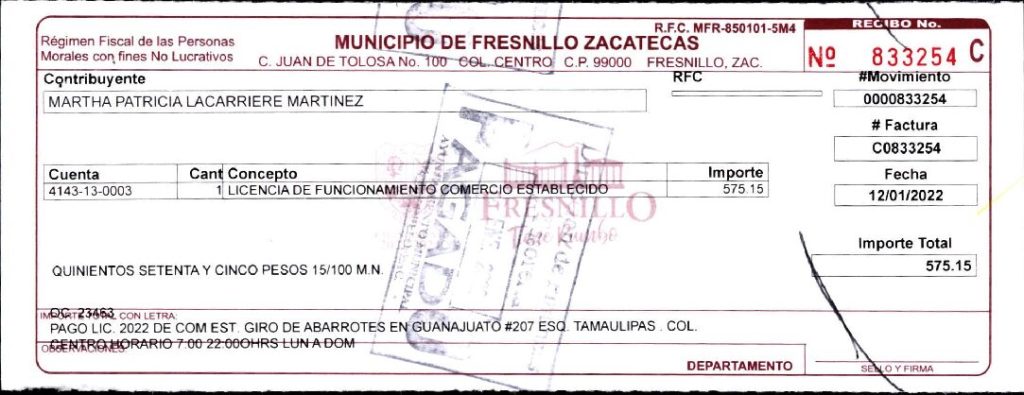 R.F.C. MFR-850101-5M4
RECIBO No.
Régimen Fiscal de las Personas
Morales con fines No Lucrativos
MUNICIPIO DE FRESNILLO ZACATECAS
C. JUAN DE TOLOSA No. 100 COL. CENTRO C.P. 99000 FRESNILLO, ZAC.
Nº 833254 C
Contribuyente
RFC
#Movimiento
MARTHA PATRICIA LACARRIERE MARTINEZ
0000833254
# Factura
C0833254
Cuenta Cant Concepto Importe
Fecha
4143-13-0003 1 LICENCIA DE FUNCIONAMIENTO COMERCIO ESTABLECIDO 575.15
12/01/2022
FRESNILLO
PAGADO
Importe Total
575.15
QUINIENTOS SETENTA Y CINCO PESOS 15/100 M.N.
OC. 23463
IMPORTE TOTAL CON LETRA:
PAGO LIC. 2022 DE COM EST. GIRO DE ABARROTES EN GUANAJUATO #207 ESQ. TAMAULIPAS . COL.
CENTRO HORARIO 7:00 22:00HRS LUN A DOM
OBSERVACIONES:
DEPARTAMENTO
SELLO Y FIRMA